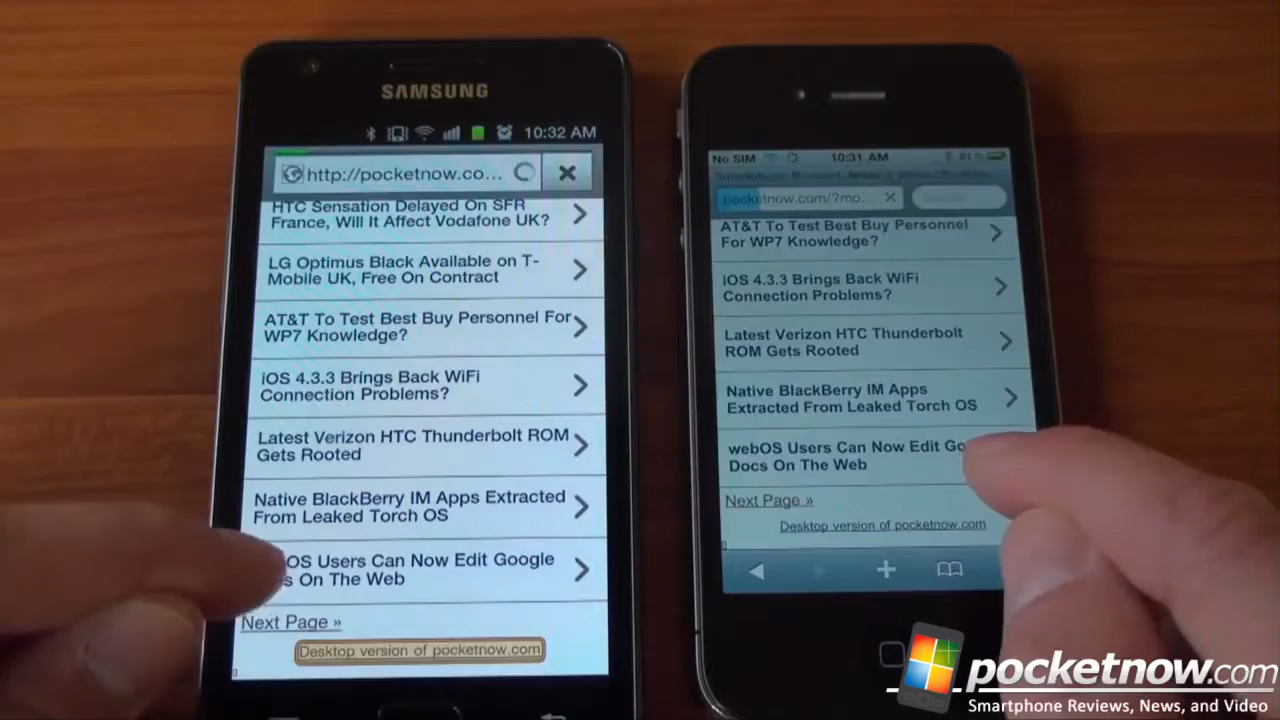 SAMSUNG
10:32 AM
http://pocketnow.co...
HTC Sensation Delayed On SFR
France, Will It Affect Vodafone UK?
LG Optimus Black Available on T-
Mobile UK, Free On Contract
AT&T To Test Best Buy Personnel For
WP7 Knowledge?
iOS 4.3.3 Brings Back WiFi
Connection Problems?
Latest Verizon HTC Thunderbolt ROM
Gets Rooted
Native BlackBerry IM Apps Extracted
From Leaked Torch OS
OS Users Can Now Edit Google
s On The Web
Next Page »
Desktop version of pocketnow.com
No SIM
10:31 AM
81%
pocketnow.com/?mo...
AT&T To Test Best Buy Personnel
For WP7 Knowledge?
iOS 4.3.3 Brings Back WiFi
Connection Problems?
Latest Verizon HTC Thunderbolt
ROM Gets Rooted
Native BlackBerry IM Apps
Extracted From Leaked Torch OS
webOS Users Can Now Edit Go
Docs On The Web
Next Page »
Desktop version of pocketnow.com
pocketnow.com
Smartphone Reviews, News, and Video